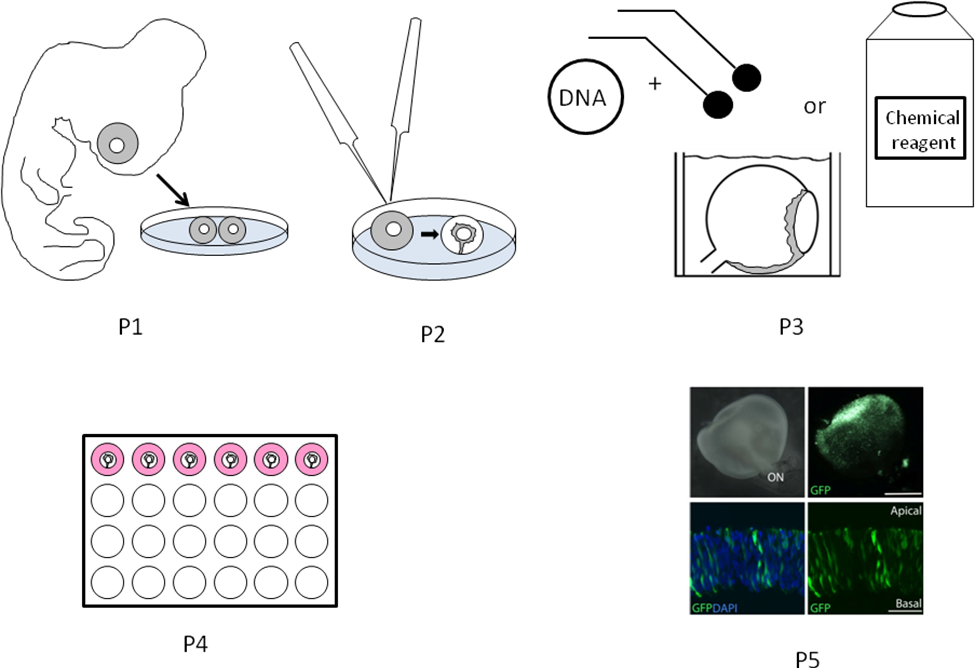 DNA
+
or
Chemical
reagent
P1
P2
P3
ON
GFP
Apical
GFPDAPI
GFP
Basal
P4
P5